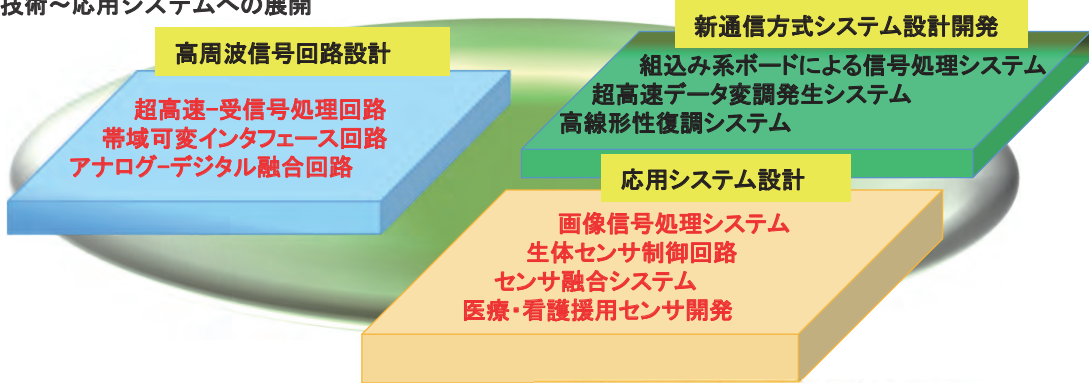 技術～応用システムへの展開
高周波信号回路設計
超高速-受信号処理回路
帯域可変インタフェース回路
アナログ-デジタル融合回路
新通信方式システム設計開発
組込み系ボードによる信号処理システム
超高速データ変調発生システム
高線形性復調システム
応用システム設計
画像信号処理システム
生体センサ制御回路
センサ融合システム
医療・看護援用センサ開発